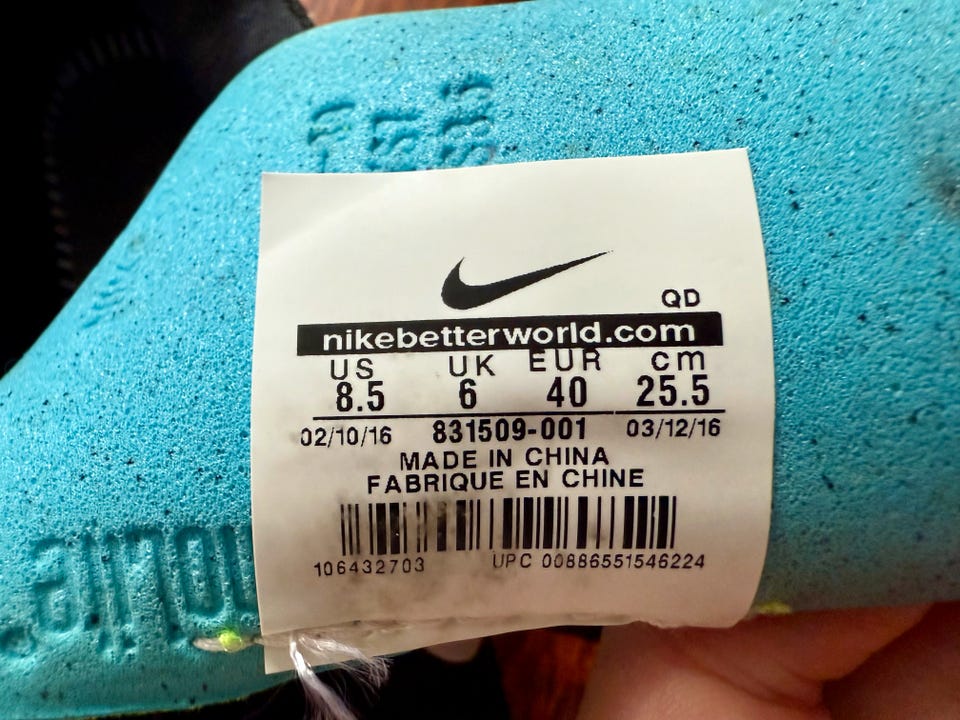 QD
nikebetterworld.com
US UK EUR cm
8.5 6 40 25.5
02/10/16 831509-001 03/12/16
MADE IN CHINA
FABRIQUE EN CHINE
106432703 UPC 00886551546224